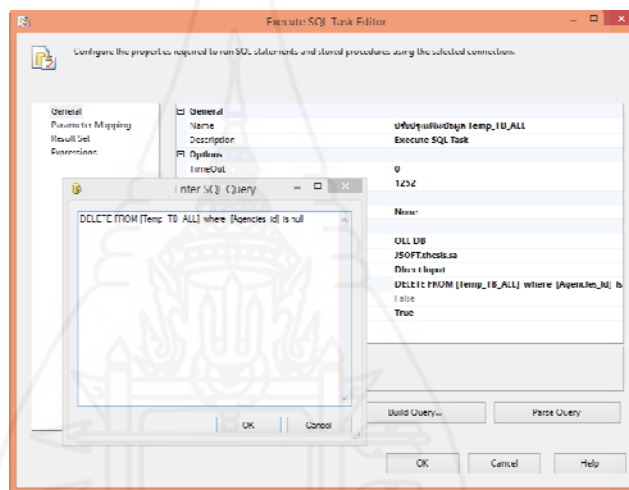 Execute SQL Task Editor
Configure the properties required to run SQL statements and stored procedures using the selected connection.
General
Parameter Mapping
Result Set
Expressions
General
Name
Temp_TB_ALL
Description
Execute SQL Task
Options
TimeOut
0
1252
None
OLE DB
JSOFT.thesis.sa
Direct Input
DELETE FROM [Temp_TB_ALL] where [Agencies_Id] is
False
True
Enter SQL Query
DELETE FROM [Temp_TB_ALL] where [Agencies_Id] is null
OK
Cancel
Build Query...
Parse Query
OK
Cancel
Help